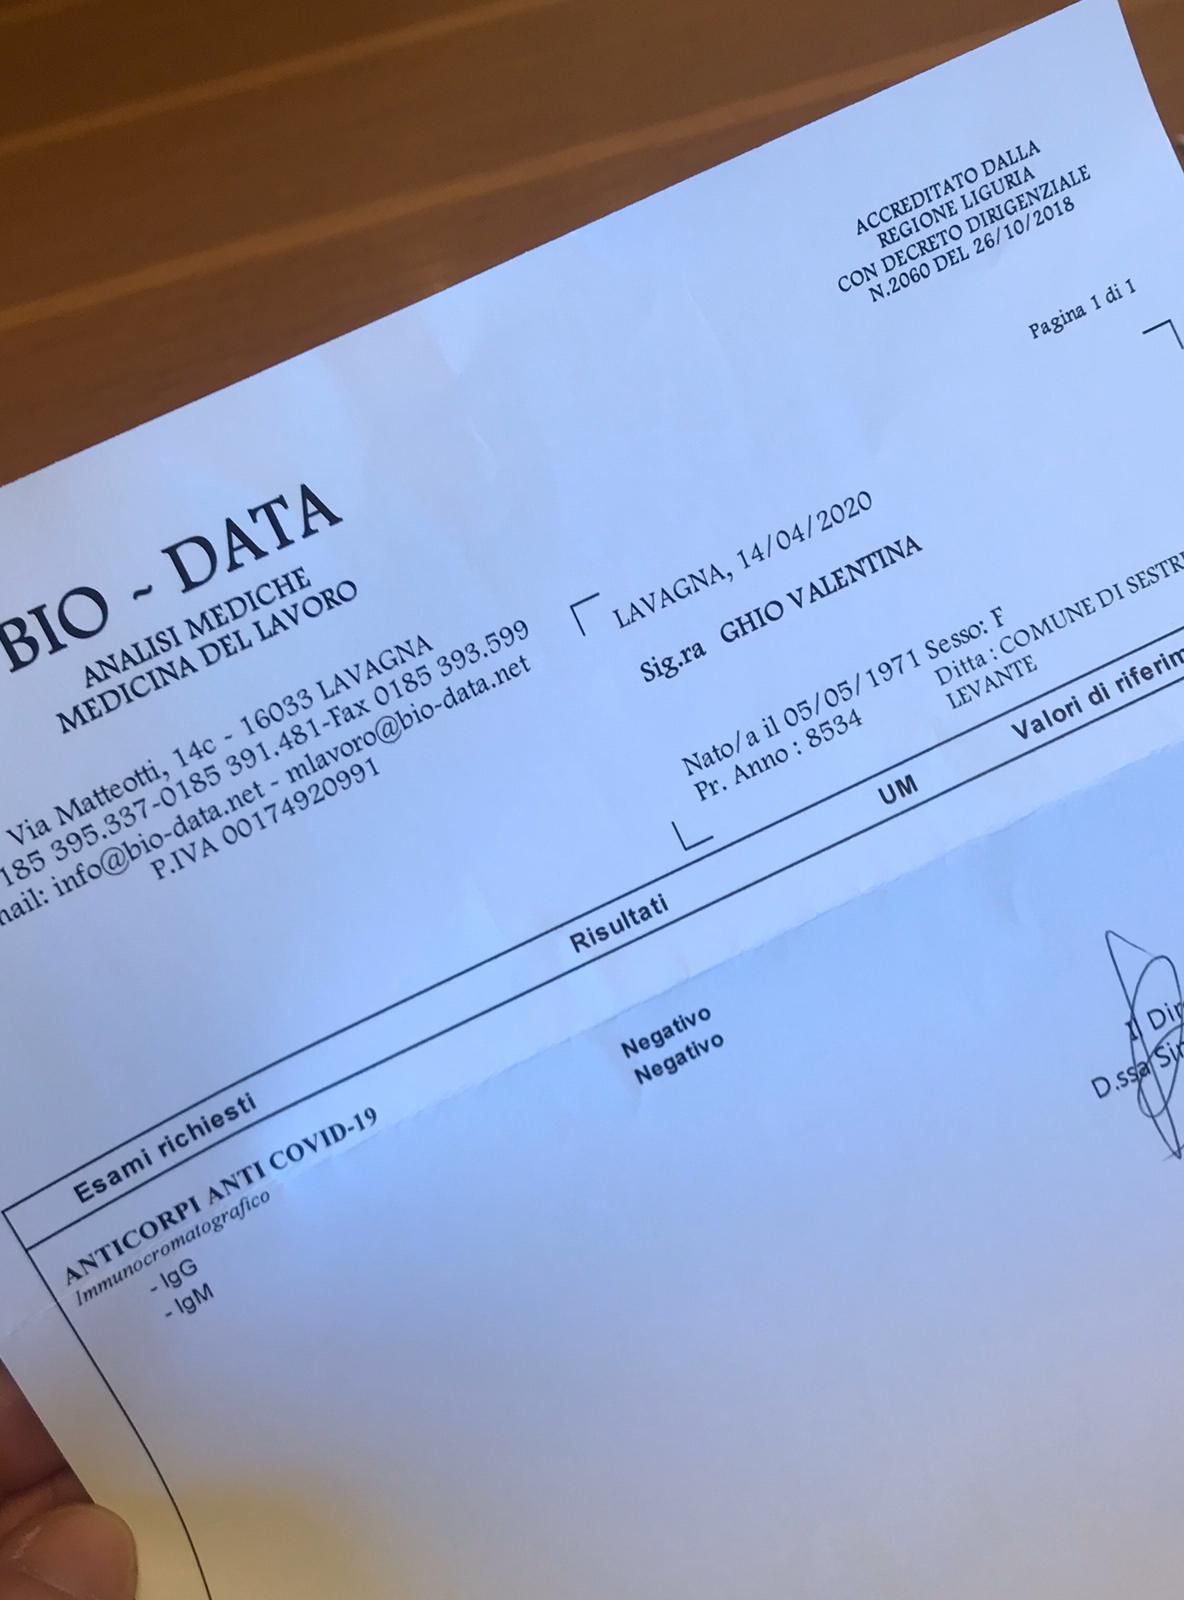 ACCREDITATO DALLA
REGIONE LIGURIA
CON DECRETO DIRIGENZIALE
N.2060 DEL 26/10/2018
Pagina 1 di 1
BIO ~ DATA
ANALISI MEDICHE
MEDICINA DEL LAVORO
Via Matteotti, 14c - 16033 LAVAGNA
185 395.337-0185 391.481-Fax 0185 393.599
mail: info@bio-data.net - mlavoro@bio-data.net
P.IVA 00174920991
LAVAGNA, 14/04/2020
Sig.ra GHIO VALENTINA
Nato/a il 05/05/1971 Sesso: F
Pr. Anno : 8534
Ditta : COMUNE DI SESTRI
LEVANTE
Esami richiesti Risultati UM Valori di riferim
ANTICORPI ANTI COVID-19
Immunocromatografico
- IgG Negativo
- IgM Negativo
Il Dir
D.ssa